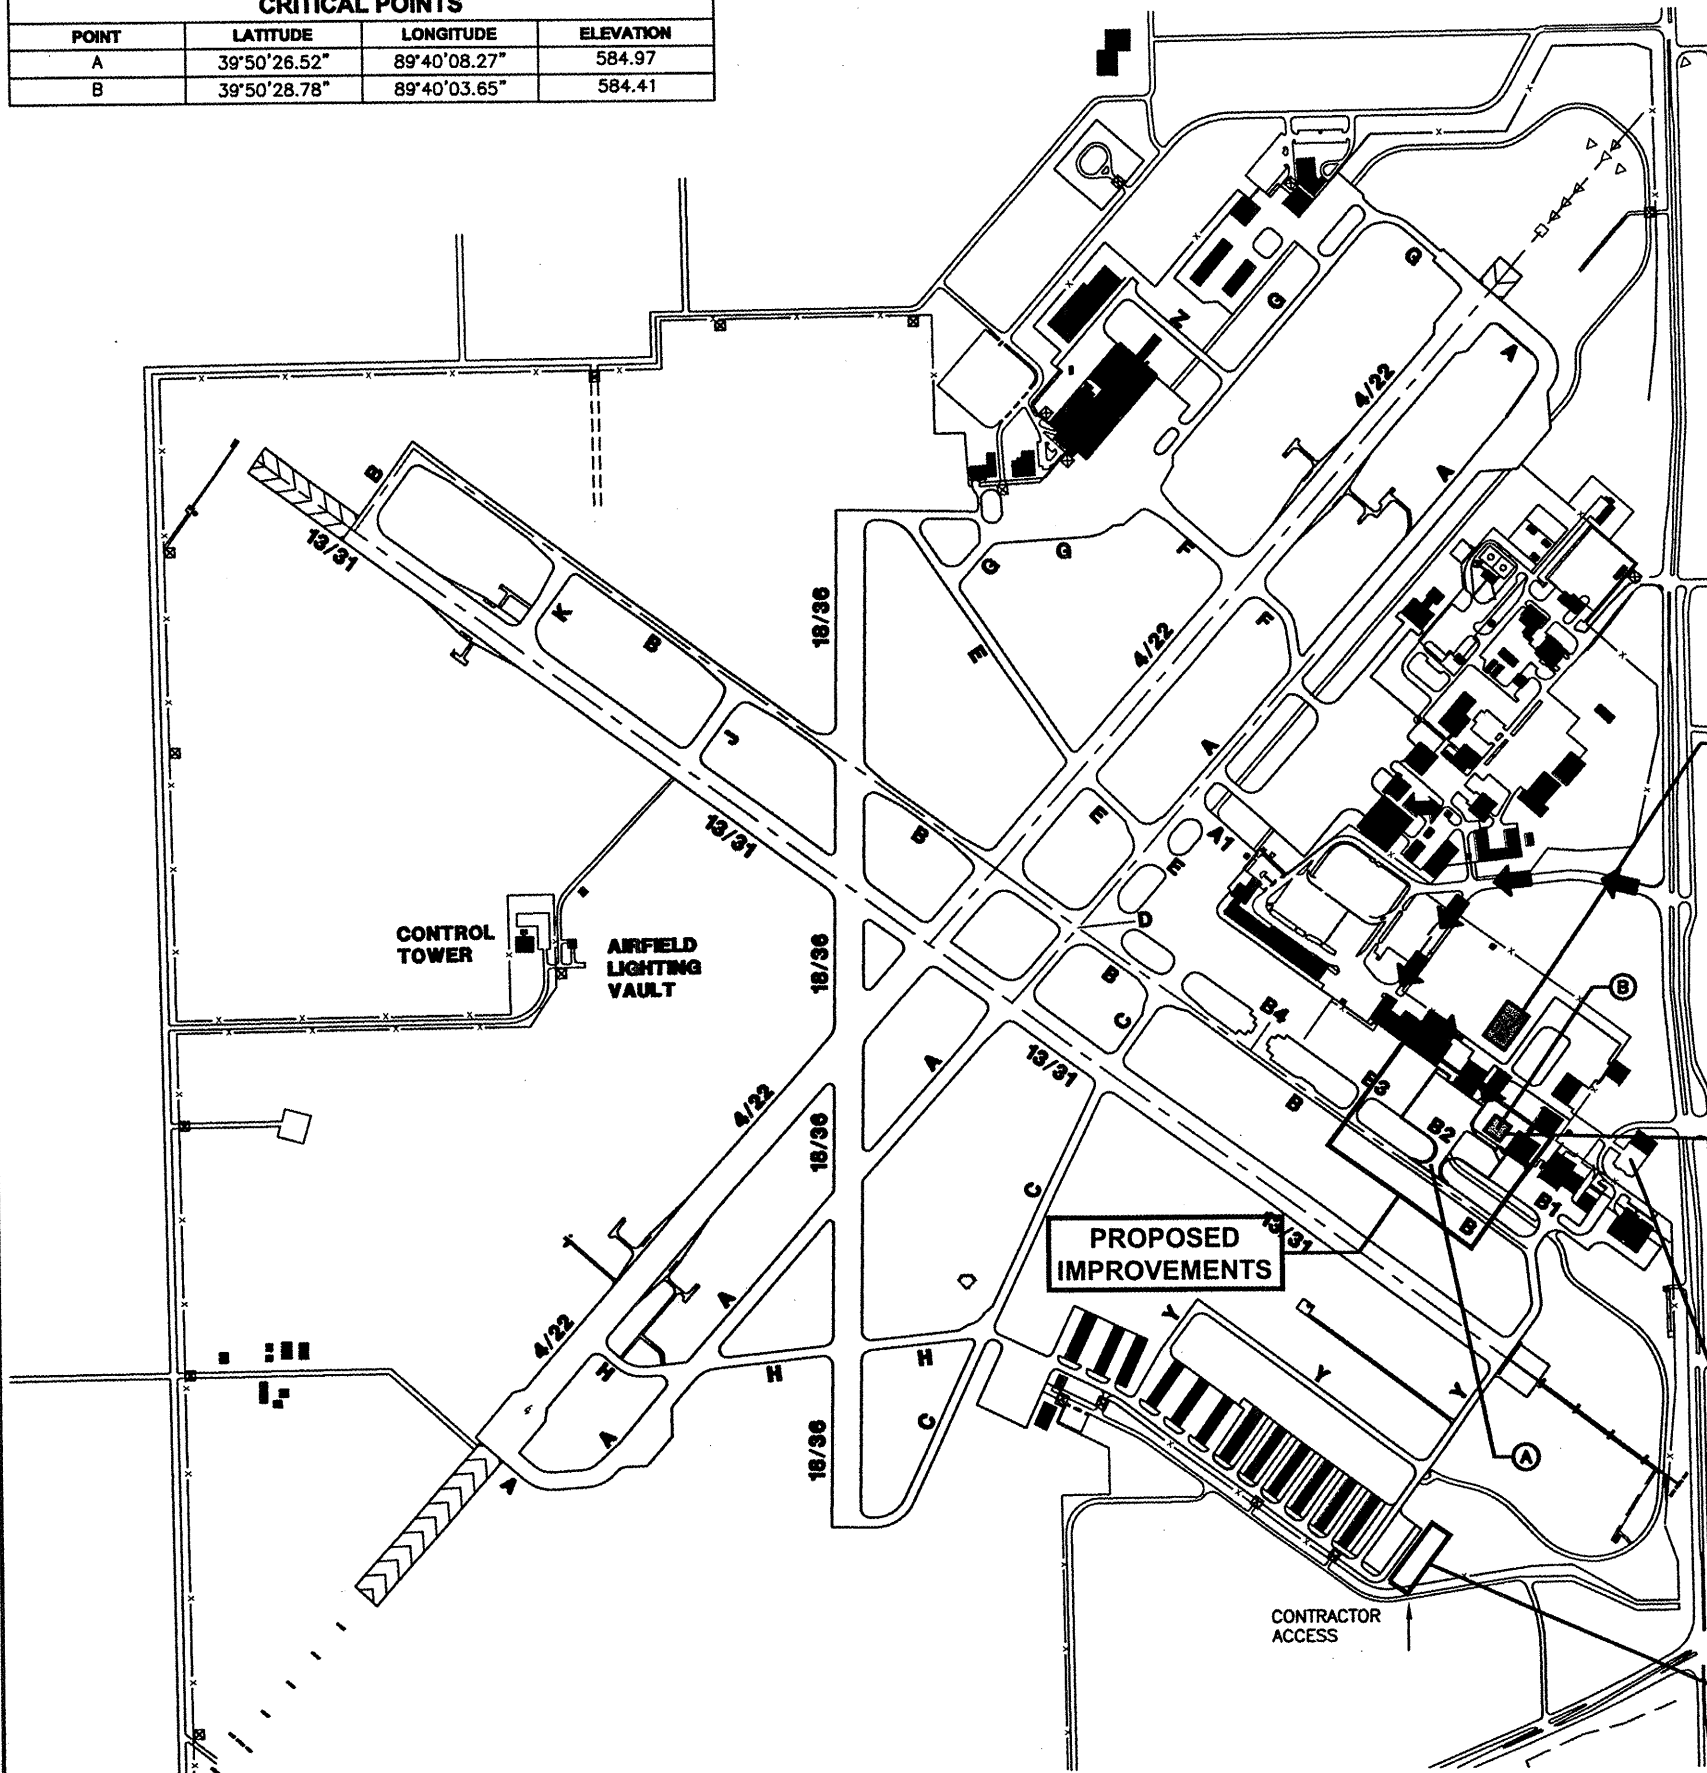 CRITICAL POINTS
POINT LATITUDE LONGITUDE ELEVATION
A 39°50'26.52" 89°40'08.27" 584.97
B 39°50'28.78" 89°40'03.65" 584.41
G
G
Z
A
4/22
A
B
13/31
G
G
F
18/36
K
B
E
4/22
F
J
A
13/31
B
E
A1
E
D
CONTROL
TOWER
AIRFIELD
LIGHTING
VAULT
18/36
B
B4
B
C
13/31
A
B3
B
4/22
18/36
B2
C
B1
B
13/31
PROPOSED
IMPROVEMENTS
A
Y
4/22
H
H
H
Y
Y
C
A
18/36
A
A
CONTRACTOR
ACCESS